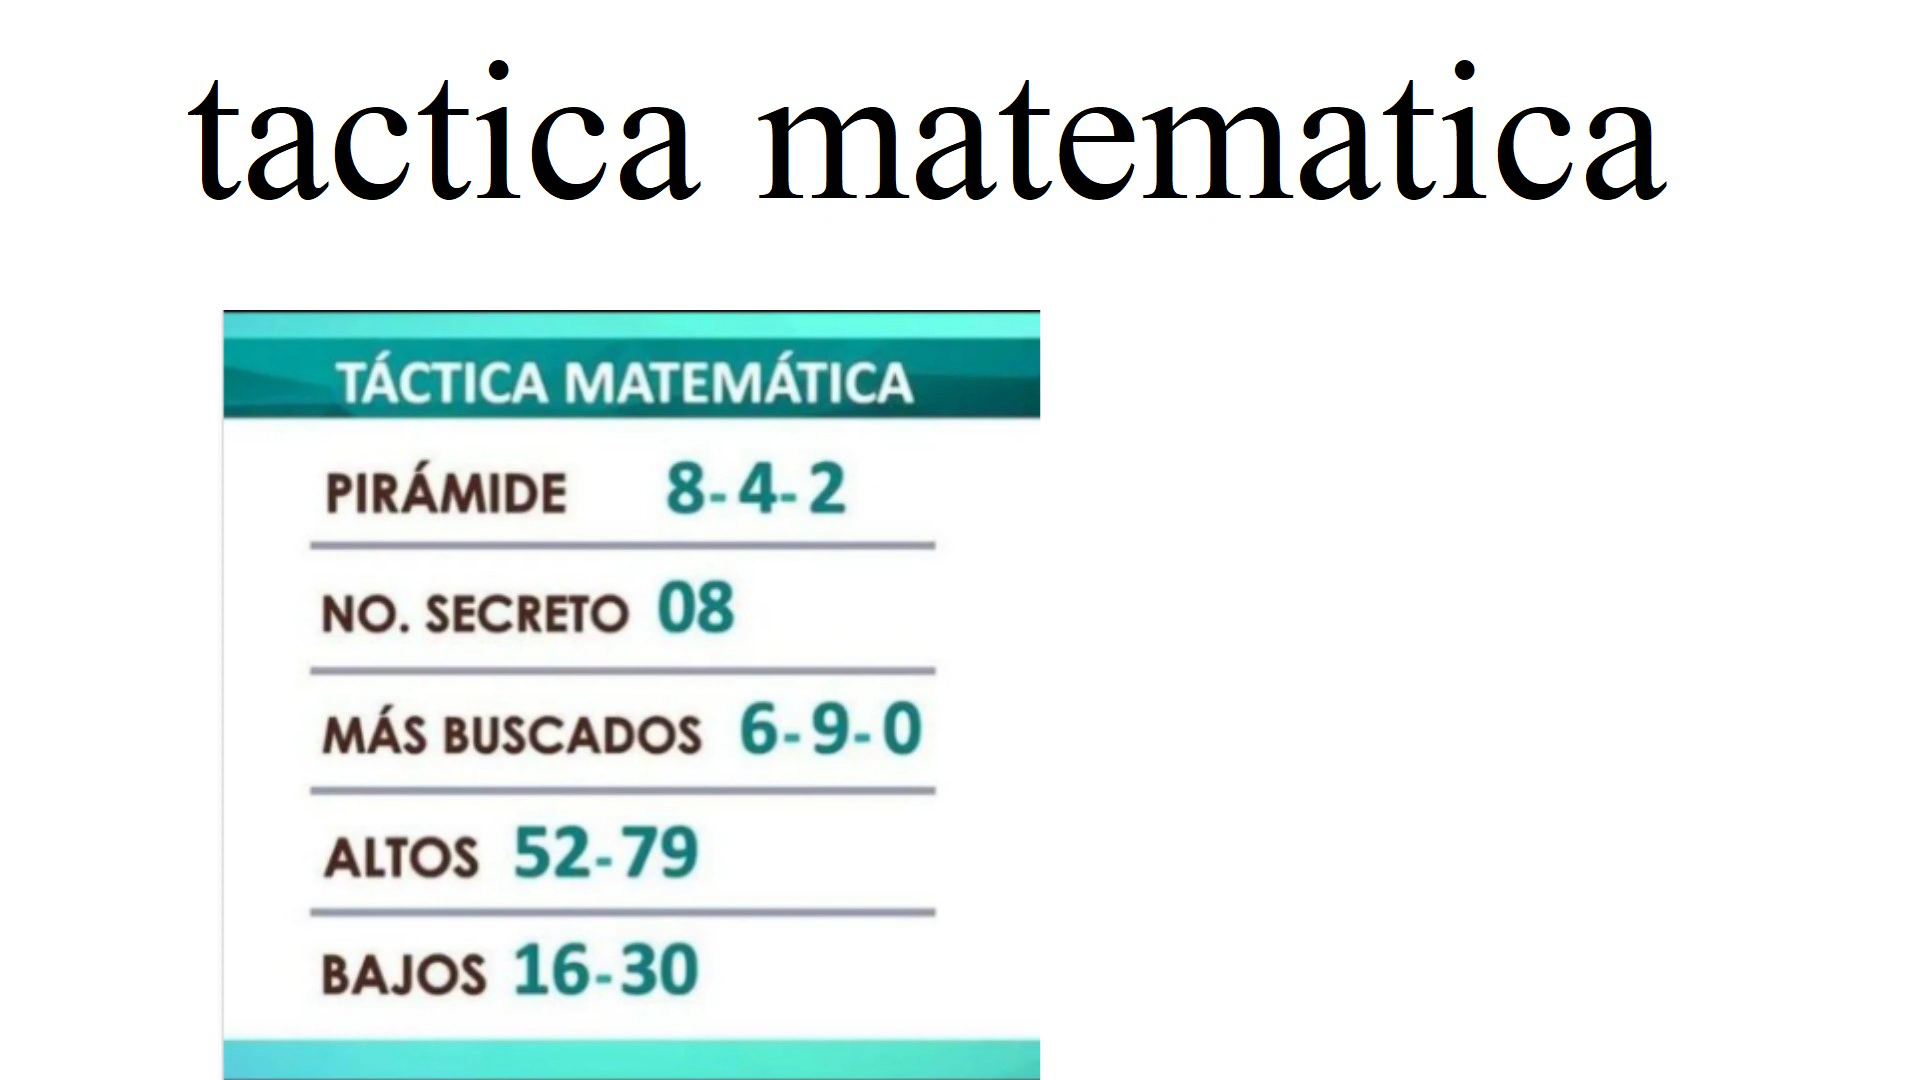 tactica matematica
TÁCTICA MATEMÁTICA
PIRÁMIDE 8-4-2
NO. SECRETO 08
MÁS BUSCADOS 6-9-0
ALTOS 52-79
BAJOS 16-30